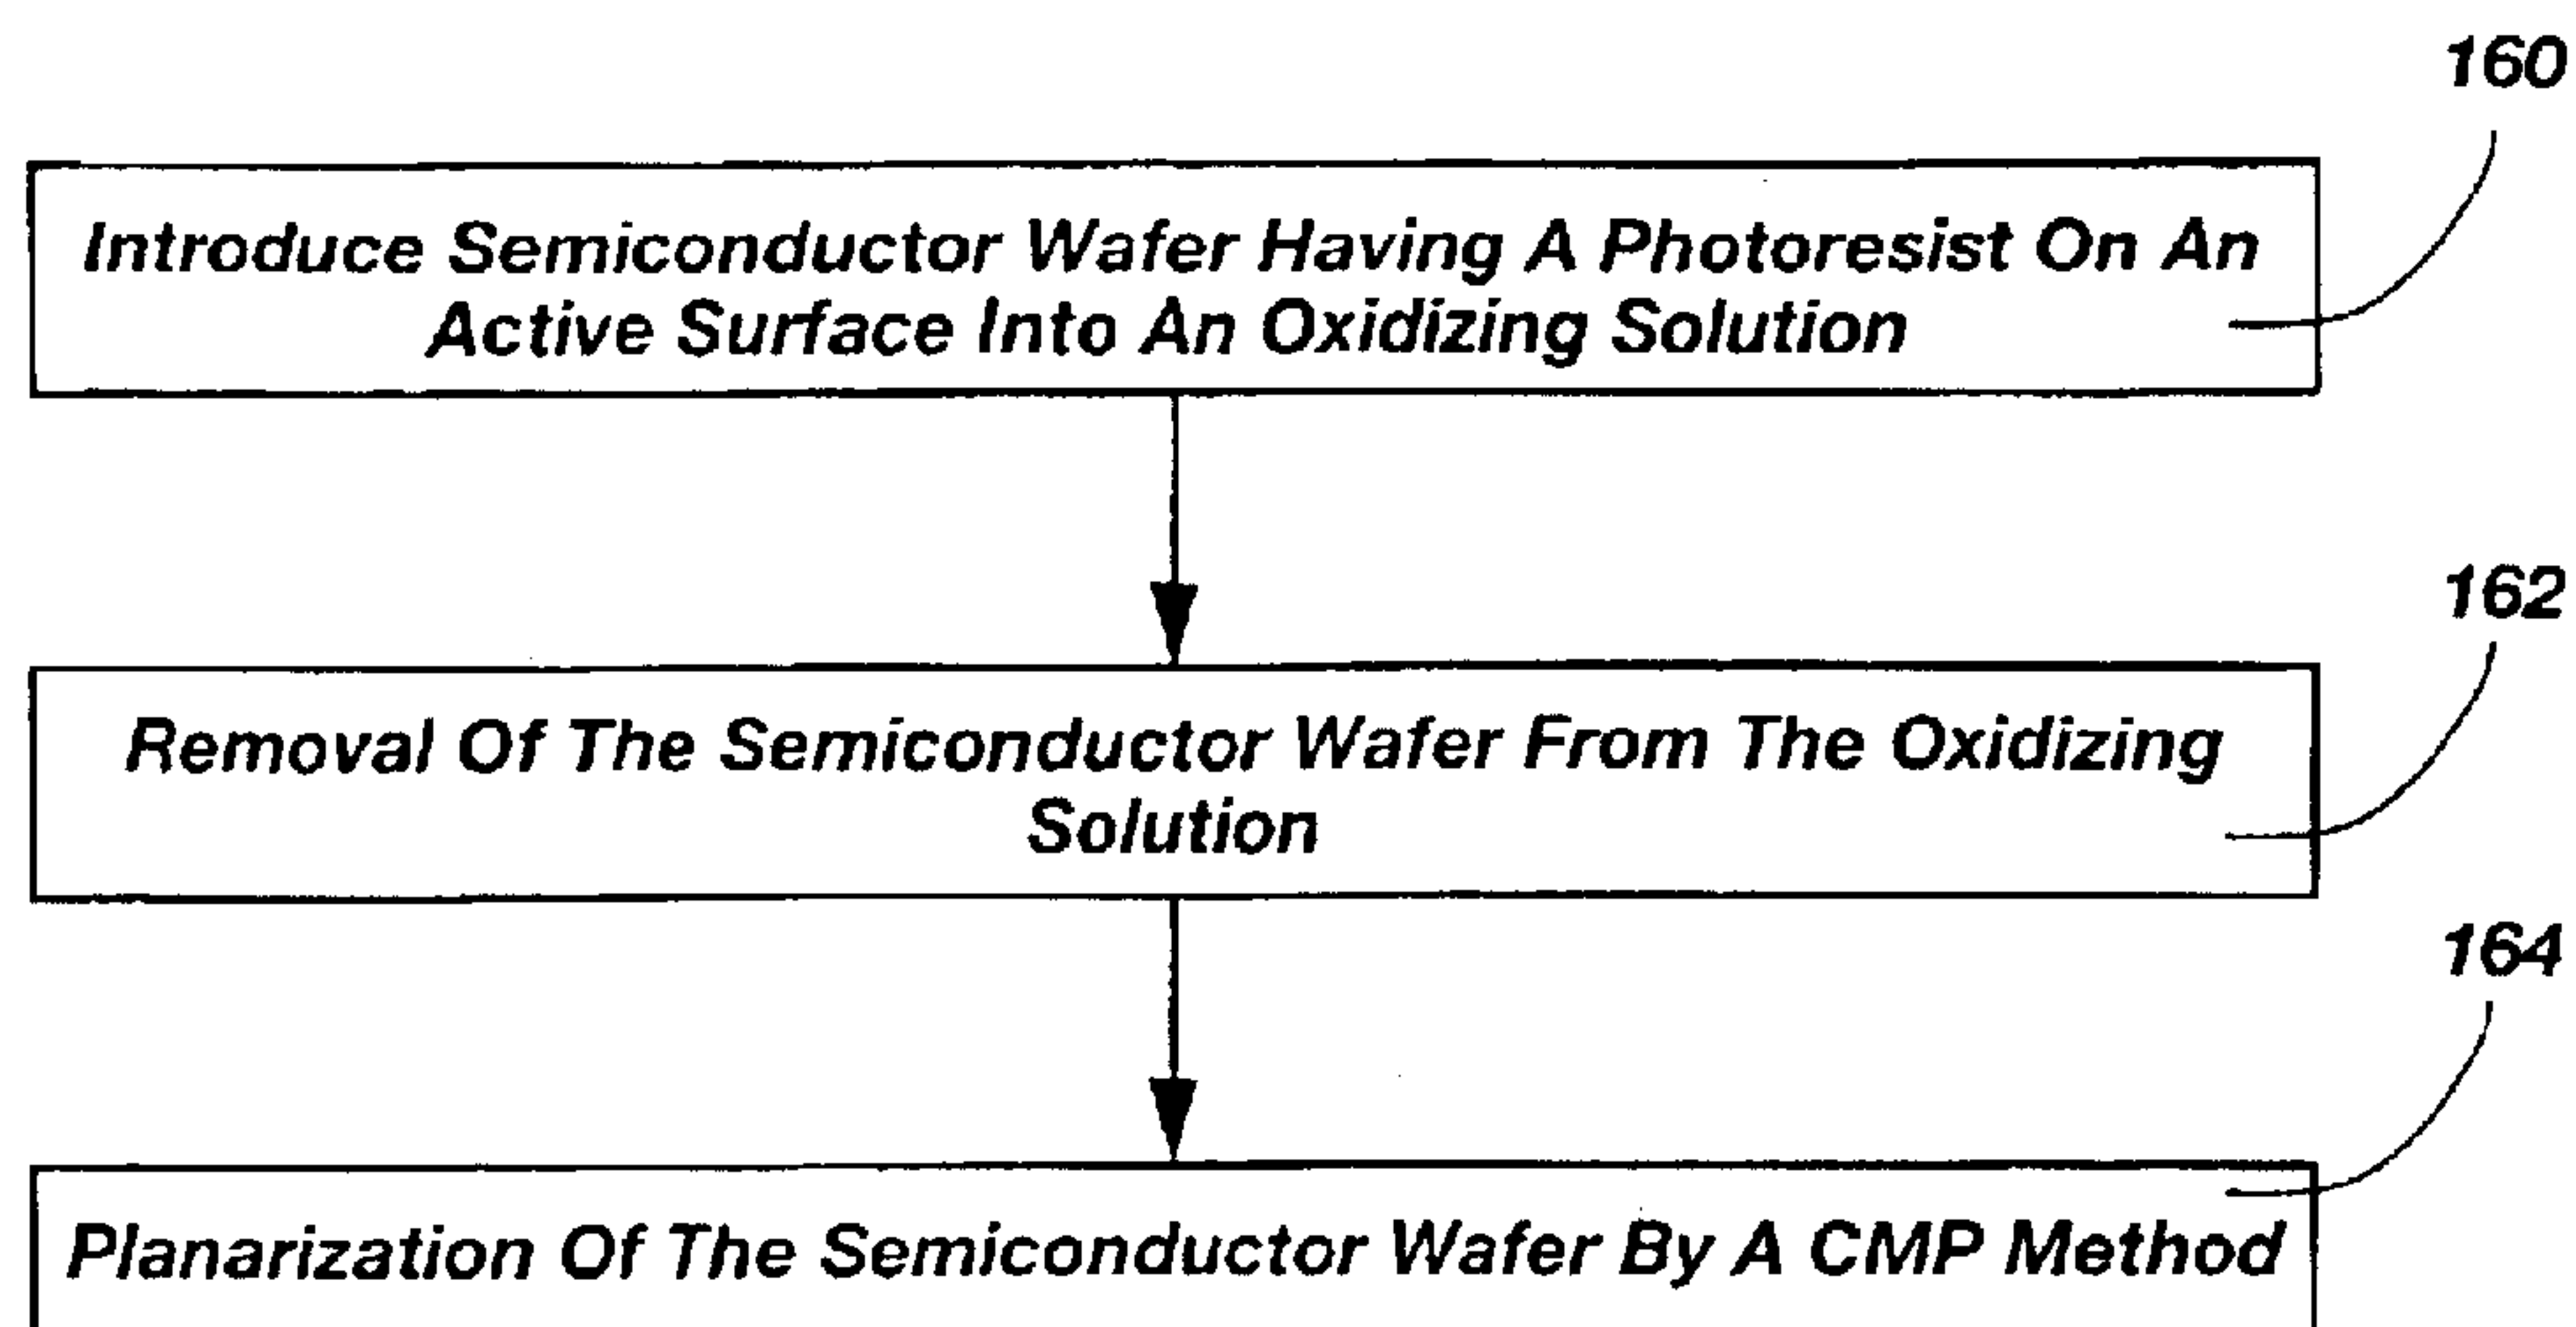 160
Introduce Semiconductor Wafer Having A Photoresist On An
Active Surface Into An Oxidizing Solution
162
Removal Of The Semiconductor Wafer From The Oxidizing
Solution
164
Planarization Of The Semiconductor Wafer By A CMP Method